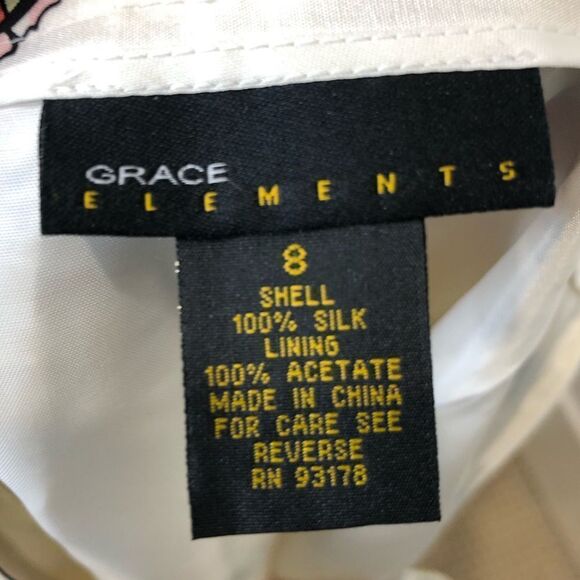 GRACE
ELEMENTS
8
SHELL
100% SILK
LINING
100% ACETATE
MADE IN CHINA
FOR CARE SEE
REVERSE
RN 93178